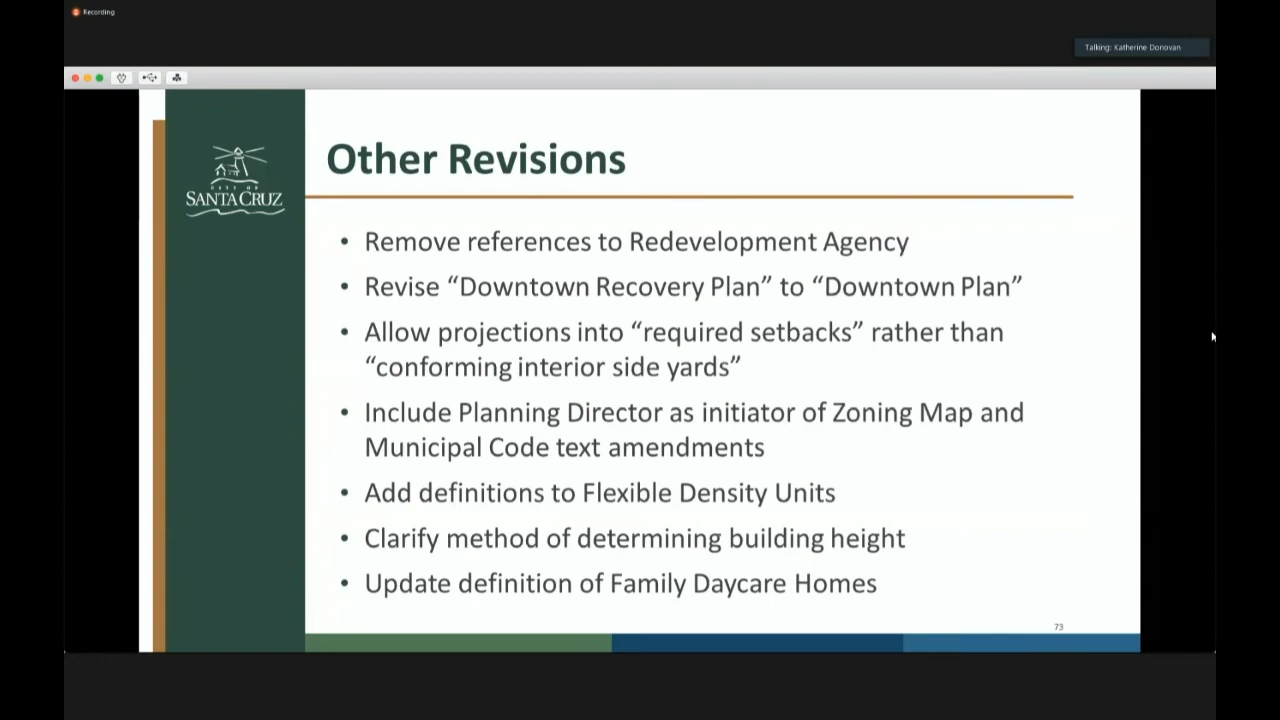 Recording
Talking: Katherine Donovan
CITY OF
SANTA CRUZ
Other Revisions
• Remove references to Redevelopment Agency
• Revise “Downtown Recovery Plan” to “Downtown Plan”
• Allow projections into “required setbacks” rather than
“conforming interior side yards”
• Include Planning Director as initiator of Zoning Map and
Municipal Code text amendments
• Add definitions to Flexible Density Units
• Clarify method of determining building height
• Update definition of Family Daycare Homes
73